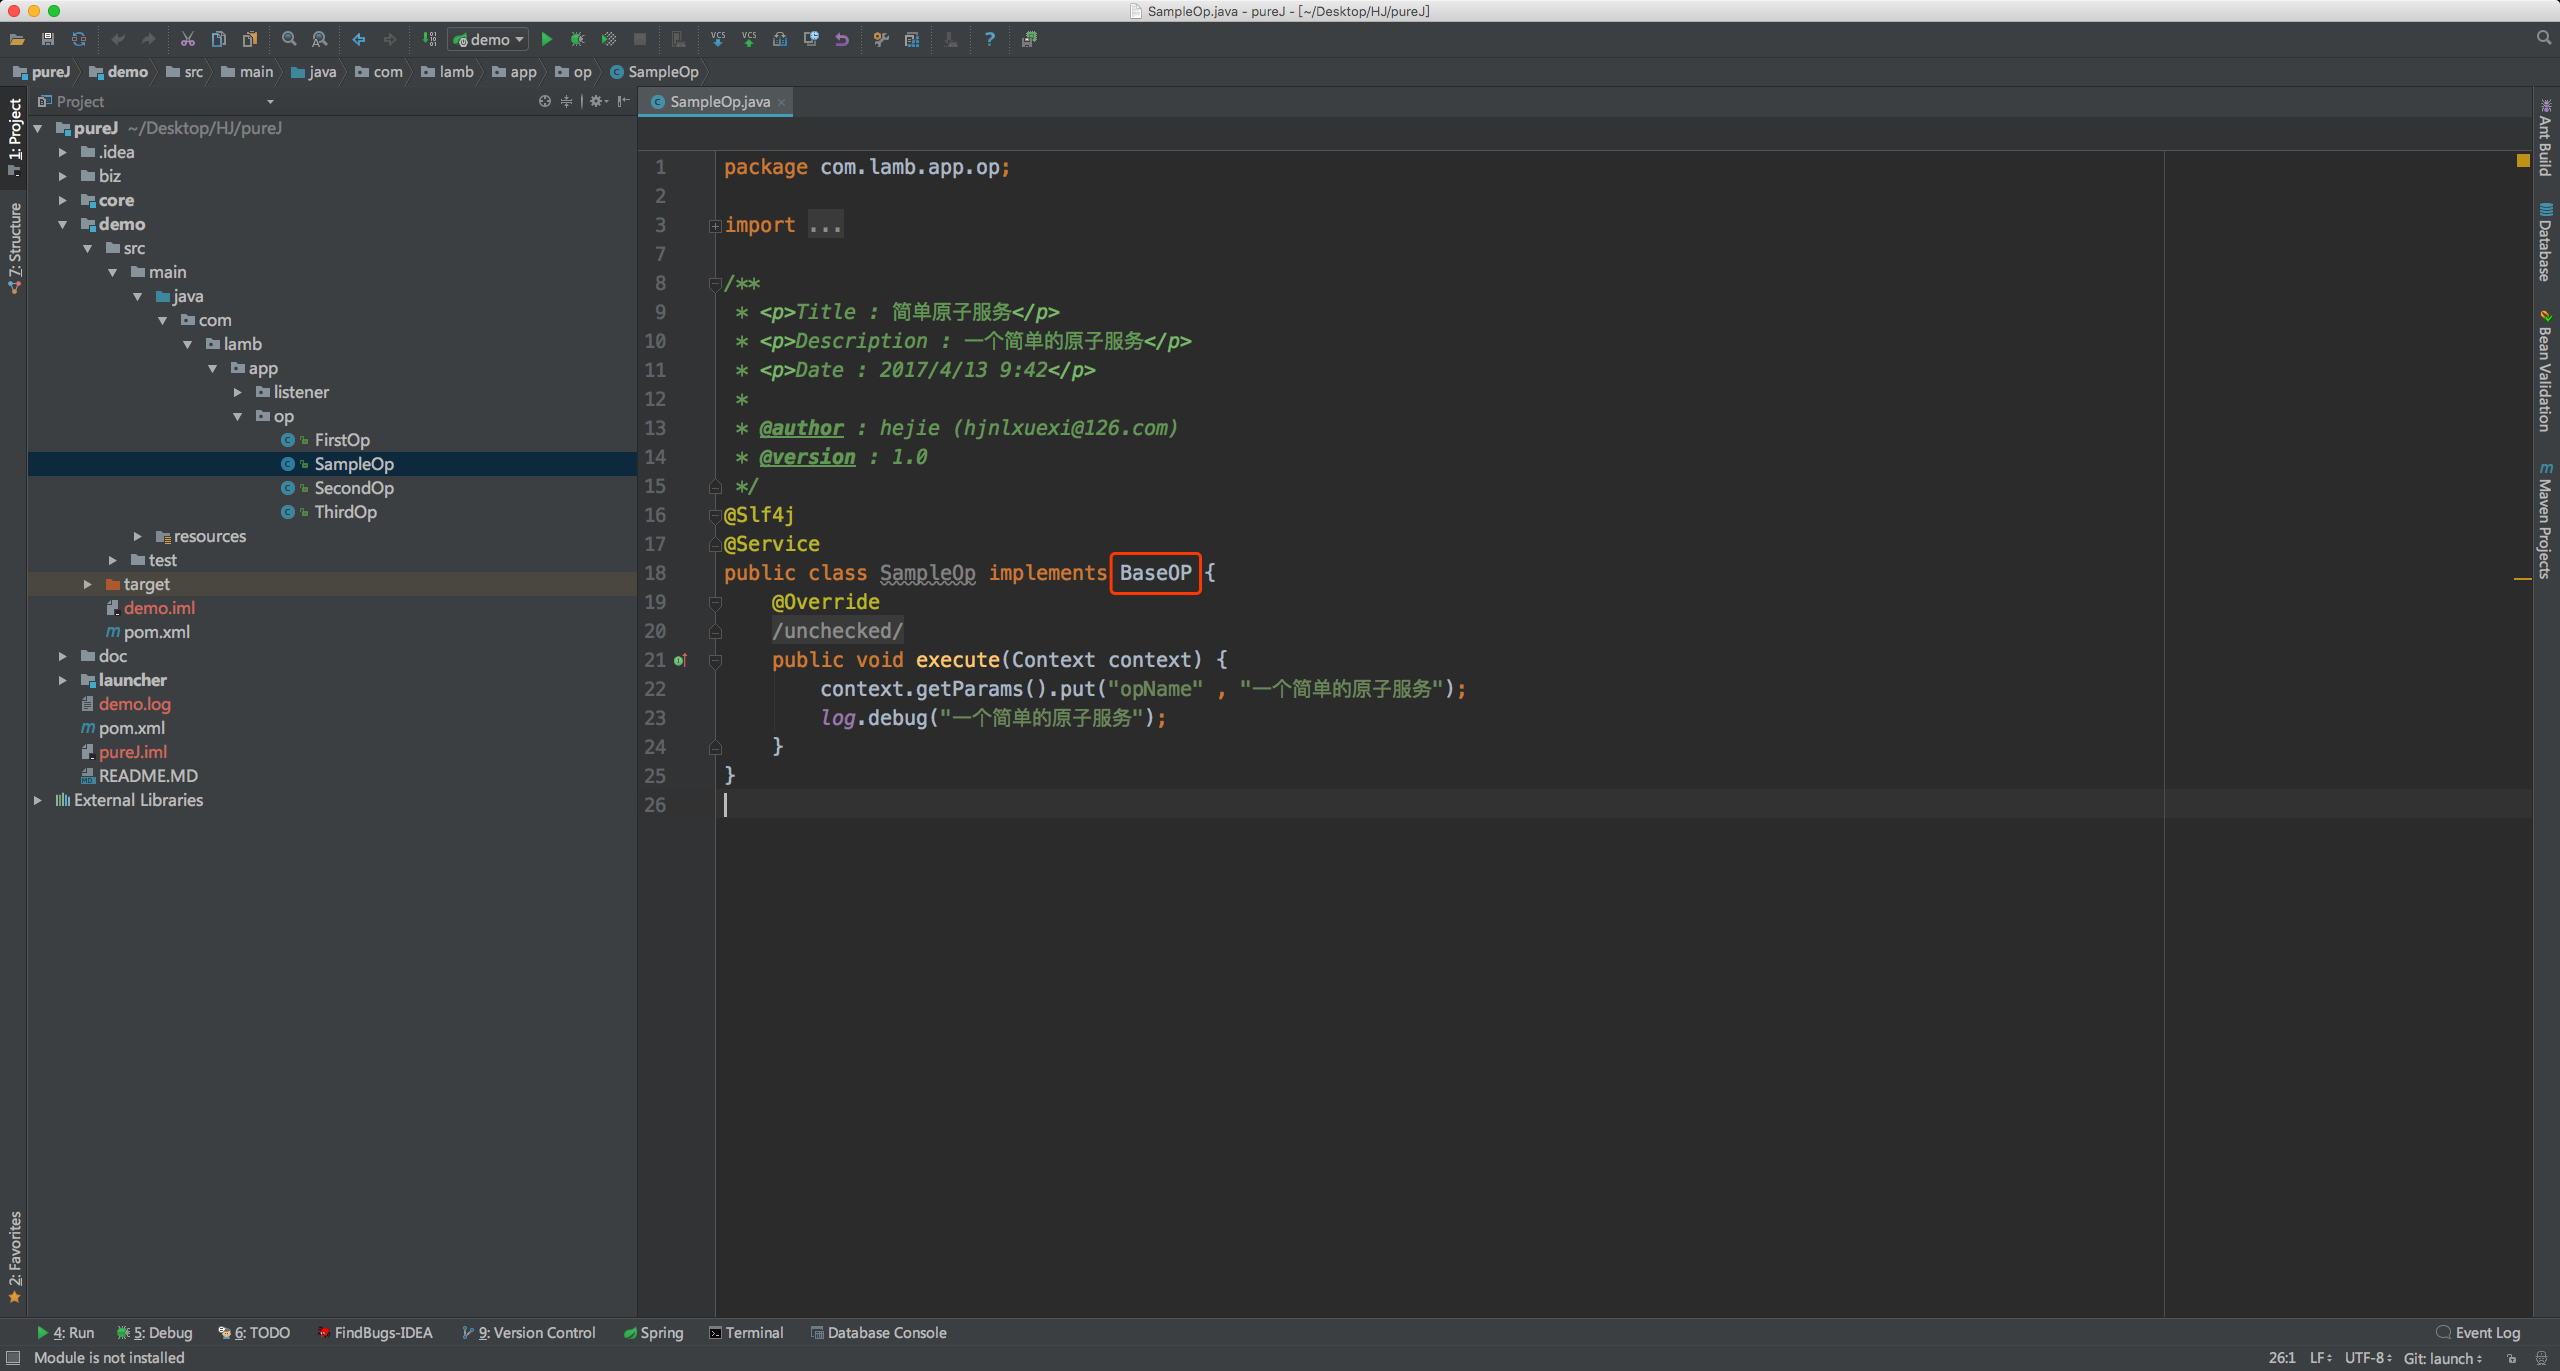 SampleOp.java - pureJ - [~/Desktop/HJ/pureJ]
demo
pureJ demo src main java com lamb app op SampleOp
Project
SampleOp.java
1: Project
7: Structure
2: Favorites
pureJ ~/Desktop/HJ/pureJ
.idea
biz
core
demo
src
main
java
com
lamb
app
listener
op
FirstOp
SampleOp
SecondOp
ThirdOp
resources
test
target
demo.iml
pom.xml
doc
launcher
demo.log
pom.xml
pureJ.iml
README.MD
External Libraries
1 package com.lamb.app.op;
2
3 import ...
7
8 /**
9 * <p>Title : 简单原子服务</p>
10 * <p>Description : 一个简单的原子服务</p>
11 * <p>Date : 2017/4/13 9:42</p>
12 *
13 * @author : hejie (hjnlxuexi@126.com)
14 * @version : 1.0
15 */
16 @Slf4j
17 @Service
18 public class SampleOp implements BaseOP {
19 @Override
20 /unchecked/
21 public void execute(Context context) {
22 context.getParams().put("opName" , "一个简单的原子服务");
23 log.debug("一个简单的原子服务");
24 }
25 }
26
Ant Build
Database
Bean Validation
Maven Projects
4: Run 5: Debug 6: TODO FindBugs-IDEA 9: Version Control Spring Terminal Database Console Event Log
Module is not installed 26:1 LF UTF-8 Git: launch